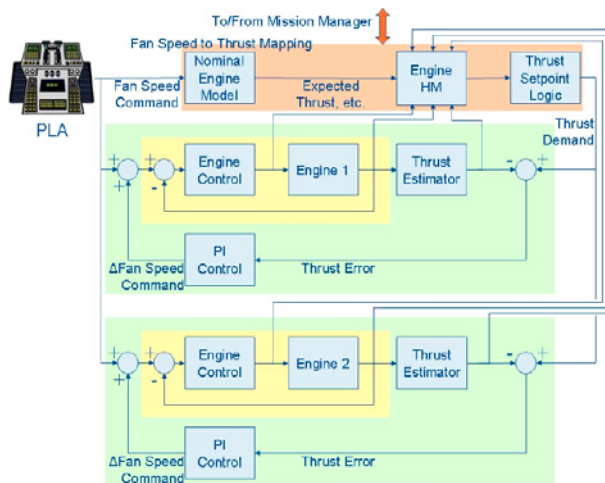 To/From Mission Manager
Fan Speed to Thrust Mapping
PLA
Fan Speed
Command
Nominal
Engine
Model
Expected
Thrust, etc.
Engine
HM
Thrust
Setpoint
Logic
Thrust
Demand
+
+
+
-
Engine
Control
Engine 1
Thrust
Estimator
-
+
PI
Control
ΔFan Speed
Command
Thrust Error
+
+
+
-
Engine
Control
Engine 2
Thrust
Estimator
-
+
PI
Control
ΔFan Speed
Command
Thrust Error